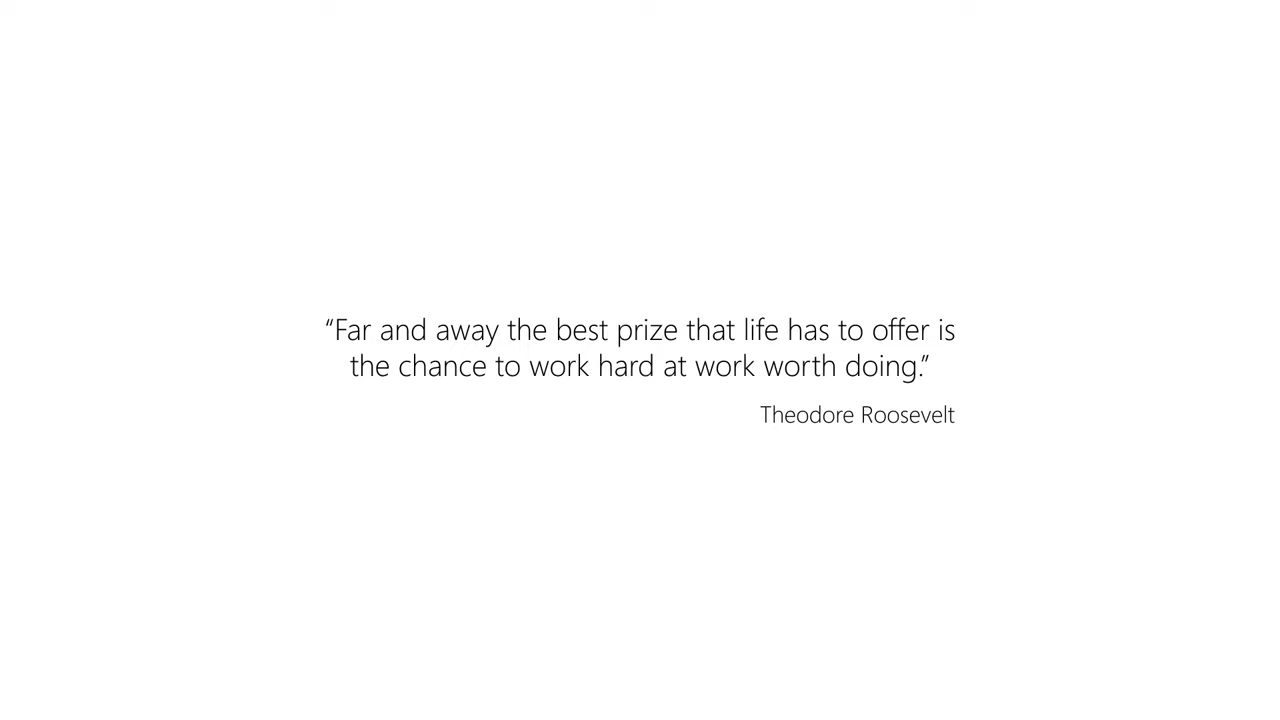 “Far and away the best prize that life has to offer is
the chance to work hard at work worth doing.”
Theodore Roosevelt